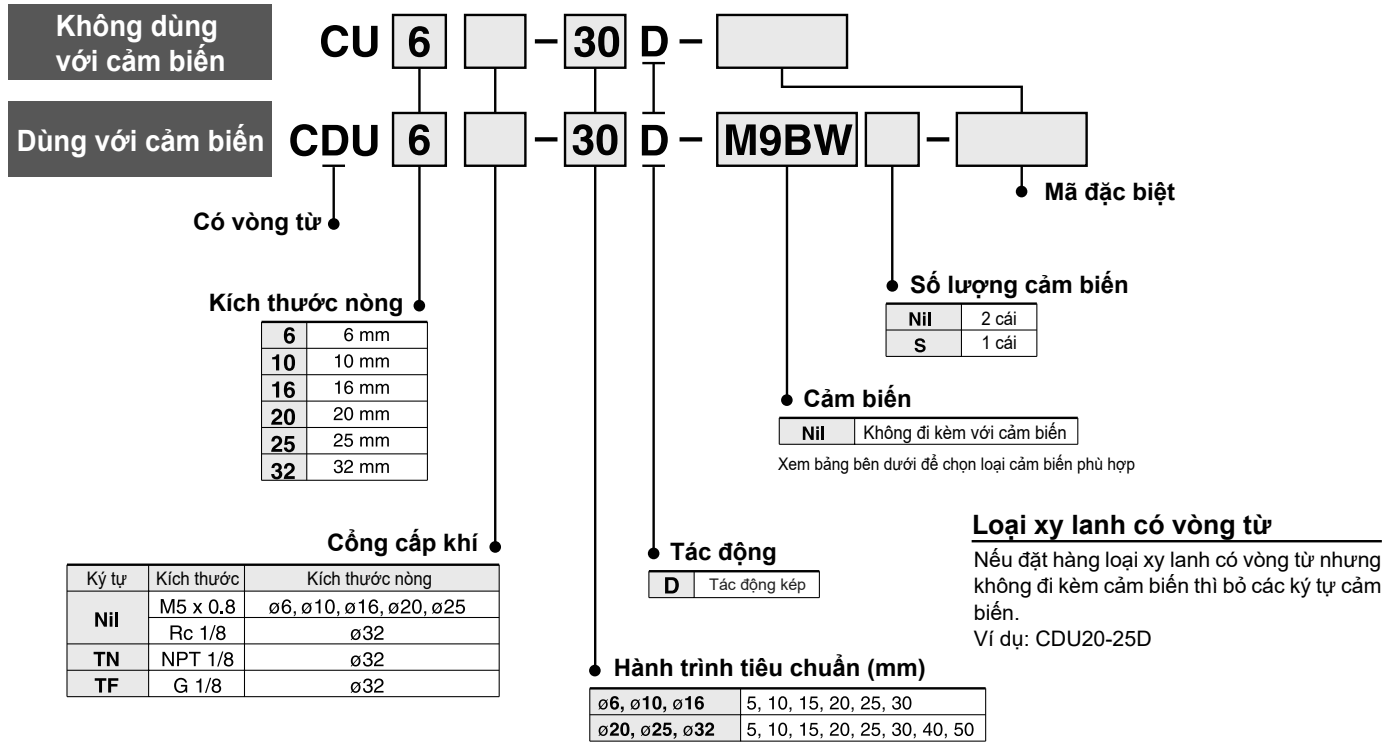 Không dùng
với cảm biến
CU 6 – 30 D –
Dùng với cảm biến
CDU 6 – 30 D – M9BW –
Mã đặc biệt
Có vòng từ
Số lượng cảm biến
Nil 2 cái
S 1 cái
Kích thước nòng
6 6 mm
10 10 mm
16 16 mm
20 20 mm
25 25 mm
32 32 mm
Cảm biến
Nil Không đi kèm với cảm biến
Xem bảng bên dưới để chọn loại cảm biến phù hợp
Cổng cấp khí
Ký tự Kích thước Kích thước nòng
Nil M5 x 0.8 ø6, ø10, ø16, ø20, ø25
Rc 1/8 ø32
TN NPT 1/8 ø32
TF G 1/8 ø32
Tác động
D Tác động kép
Loại xy lanh có vòng từ
Nếu đặt hàng loại xy lanh có vòng từ nhưng
không đi kèm cảm biến thì bỏ các ký tự cảm
biến.
Ví dụ: CDU20-25D
Hành trình tiêu chuẩn (mm)
ø6, ø10, ø16 5, 10, 15, 20, 25, 30
ø20, ø25, ø32 5, 10, 15, 20, 25, 30, 40, 50